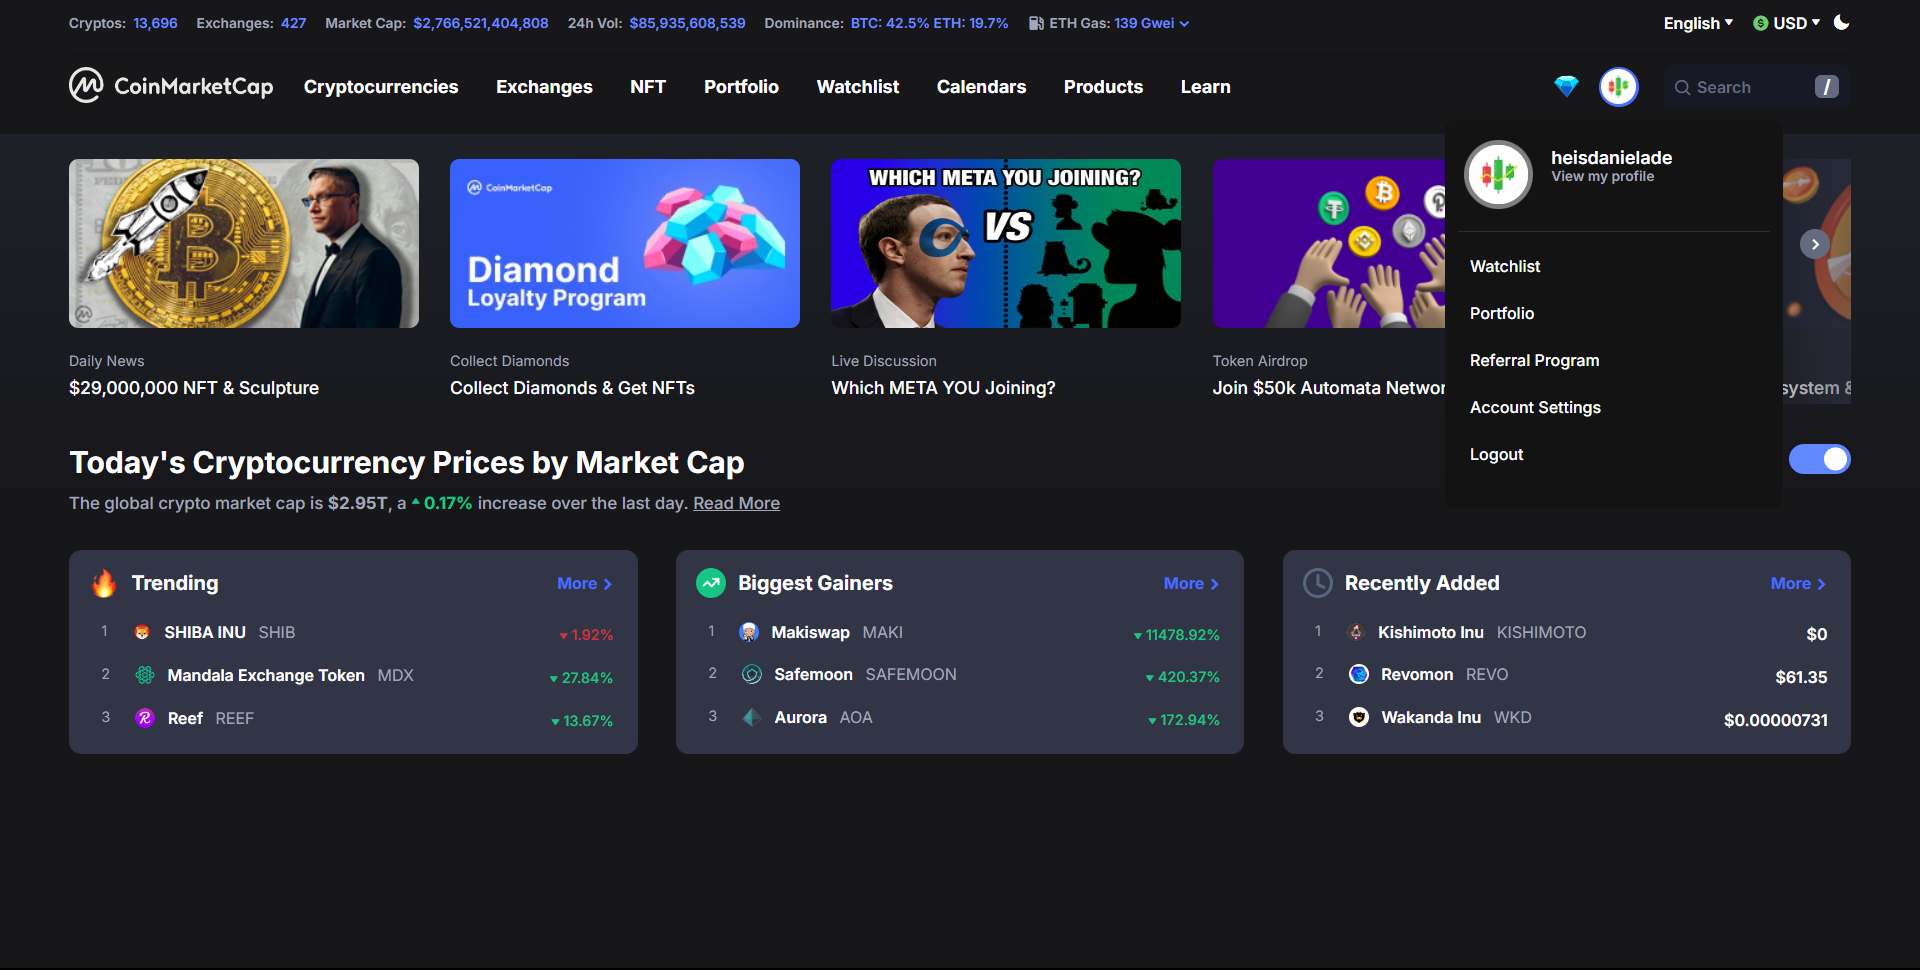 Cryptos: 13,696 Exchanges: 427 Market Cap: $2,766,521,404,808 24h Vol: $85,935,608,539 Dominance: BTC: 42.5% ETH: 19.7% ETH Gas: 139 Gwei English USD
CoinMarketCap Cryptocurrencies Exchanges NFT Portfolio Watchlist Calendars Products Learn Search /
heisdanielade
View my profile
Watchlist
Portfolio
Referral Program
Account Settings
Logout
CoinMarketCap
Diamond
Loyalty Program
WHICH META YOU JOINING?
VS
Daily News
$29,000,000 NFT & Sculpture
Collect Diamonds
Collect Diamonds & Get NFTs
Live Discussion
Which META YOU Joining?
Token Airdrop
Join $50k Automata Networ
system &
Today's Cryptocurrency Prices by Market Cap
The global crypto market cap is $2.95T, a 0.17% increase over the last day. Read More
Trending More
1 SHIBA INU SHIB 1.92%
2 Mandala Exchange Token MDX 27.84%
3 Reef REEF 13.67%
Biggest Gainers More
1 Makiswap MAKI 11478.92%
2 Safemoon SAFEMOON 420.37%
3 Aurora AOA 172.94%
Recently Added More
1 Kishimoto Inu KISHIMOTO $0
2 Revomon REVO $61.35
3 Wakanda Inu WKD $0.00000731